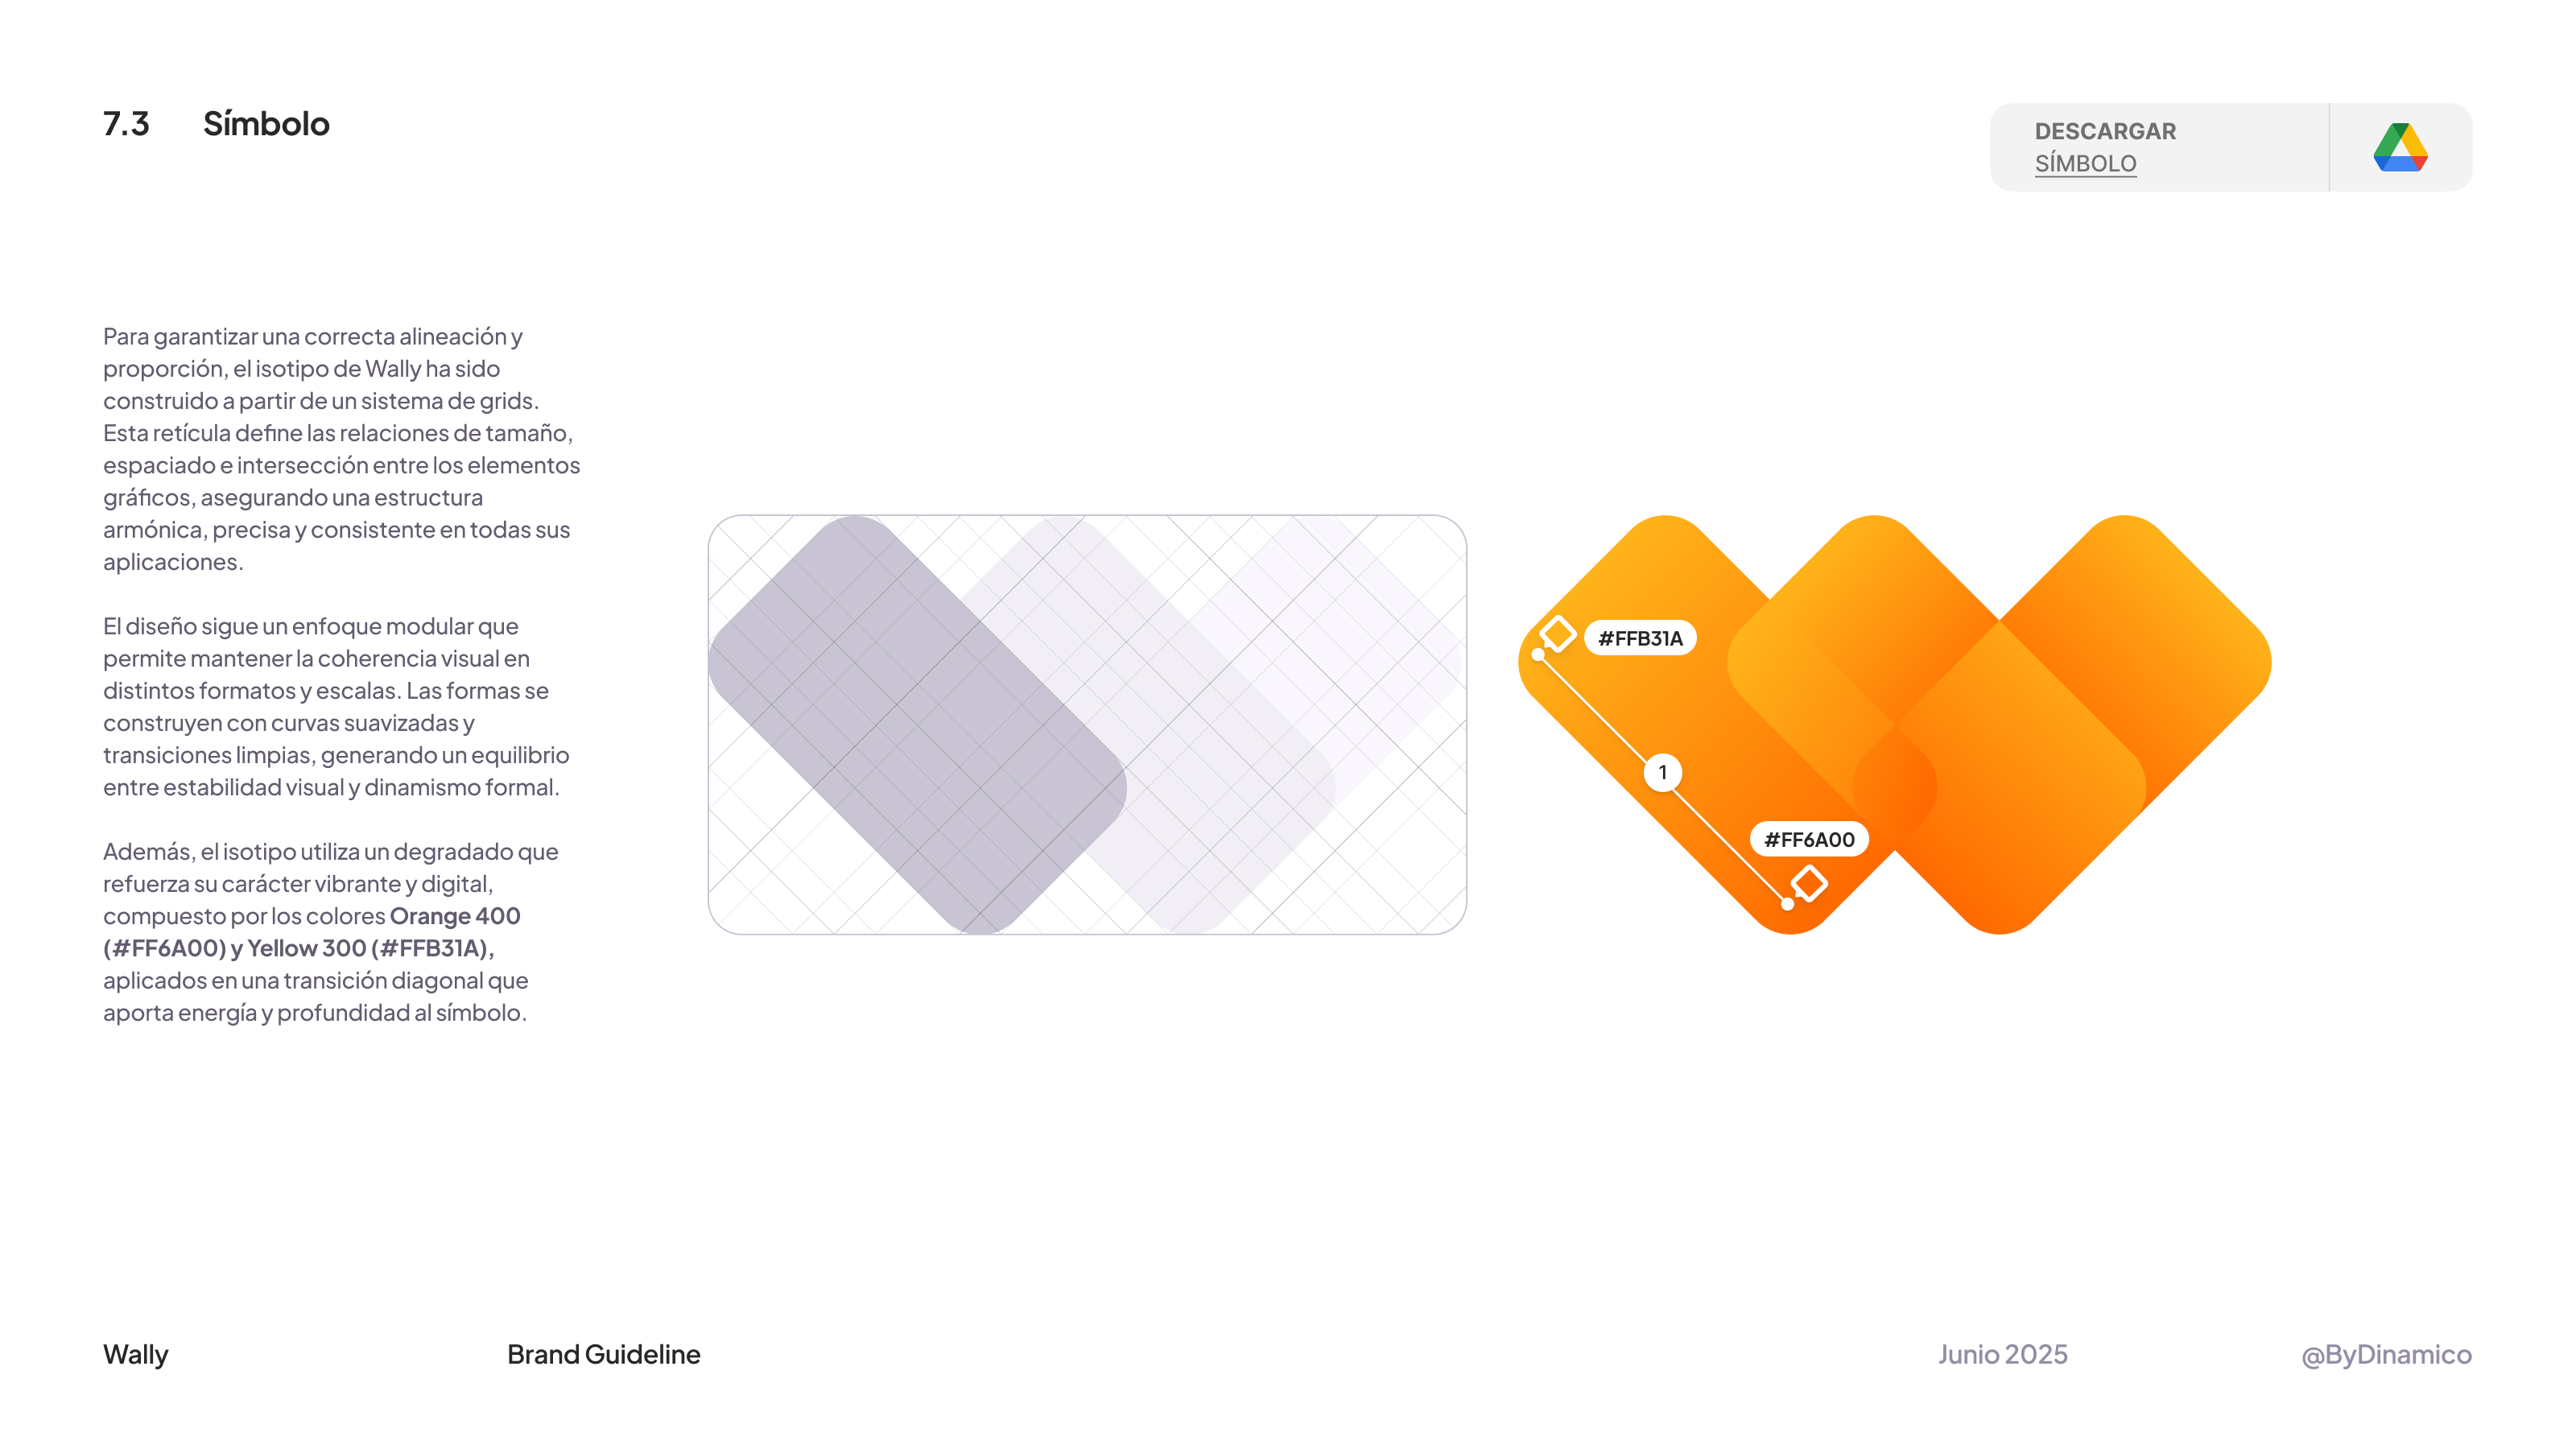 7.3 Símbolo
DESCARGAR
SÍMBOLO
Para garantizar una correcta alineación y
proporción, el isotipo de Wally ha sido
construido a partir de un sistema de grids.
Esta retícula define las relaciones de tamaño,
espaciado e intersección entre los elementos
gráficos, asegurando una estructura
armónica, precisa y consistente en todas sus
aplicaciones.
El diseño sigue un enfoque modular que
permite mantener la coherencia visual en
distintos formatos y escalas. Las formas se
construyen con curvas suavizadas y
transiciones limpias, generando un equilibrio
entre estabilidad visual y dinamismo formal.
Además, el isotipo utiliza un degradado que
refuerza su carácter vibrante y digital,
compuesto por los colores Orange 400
(#FF6A00) y Yellow 300 (#FFB31A),
aplicados en una transición diagonal que
aporta energía y profundidad al símbolo.
#FFB31A
1
#FF6A00
Wally
Brand Guideline
Junio 2025
@ByDinamico